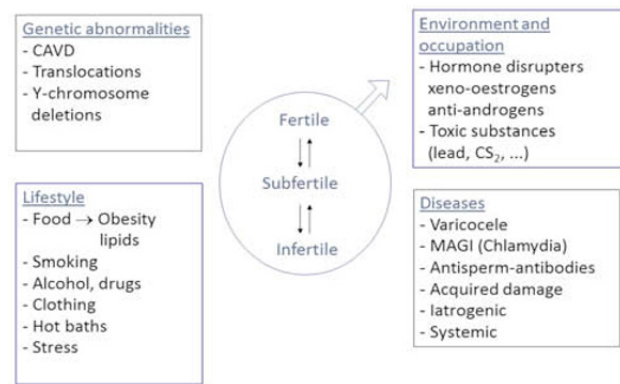 Genetic abnormalities
- CAVD
- Translocations
- Y-chromosome
deletions
Lifestyle
- Food → Obesity
lipids
- Smoking
- Alcohol, drugs
- Clothing
- Hot baths
- Stress
Fertile
Subfertile
Infertile
Environment and
occupation
- Hormone disrupters
xeno-oestrogens
anti-androgens
- Toxic substances
(lead, CS₂, ...)
Diseases
- Varicocele
- MAGI (Chlamydia)
- Antisperm-antibodies
- Acquired damage
- Iatrogenic
- Systemic